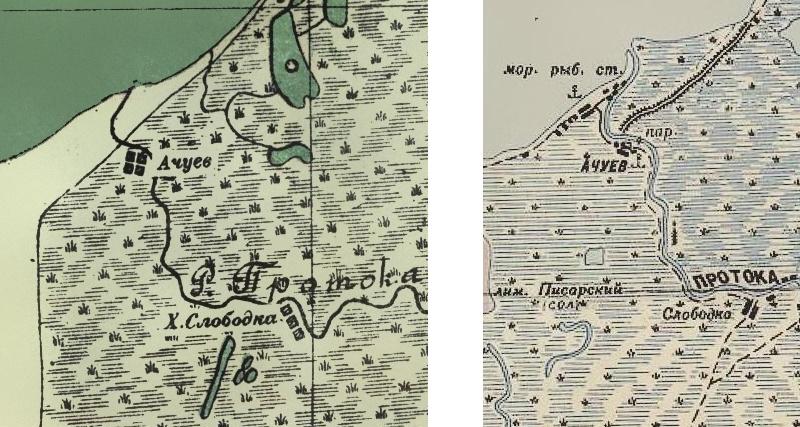 Ачуев
Р. Протока
Х.Слободка
мор. рыб. ст.
пар.
АЧУЕВ
ПРОТОКА
лим. Писарский
(сол.)
Слободка